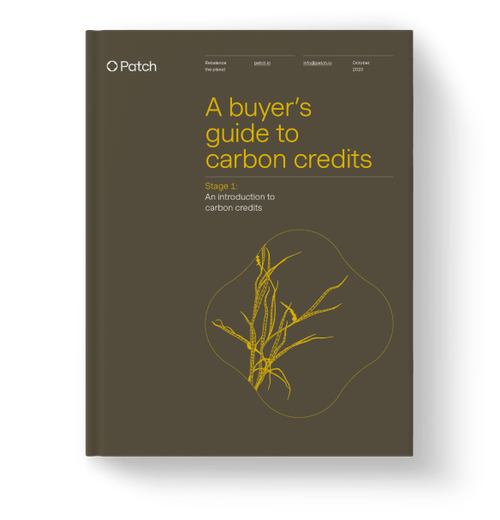 Patch
Rebalance
the planet
patch.io
info@patch.io
October
2023
A buyer's
guide to
carbon credits
Stage 1:
An introduction to
carbon credits